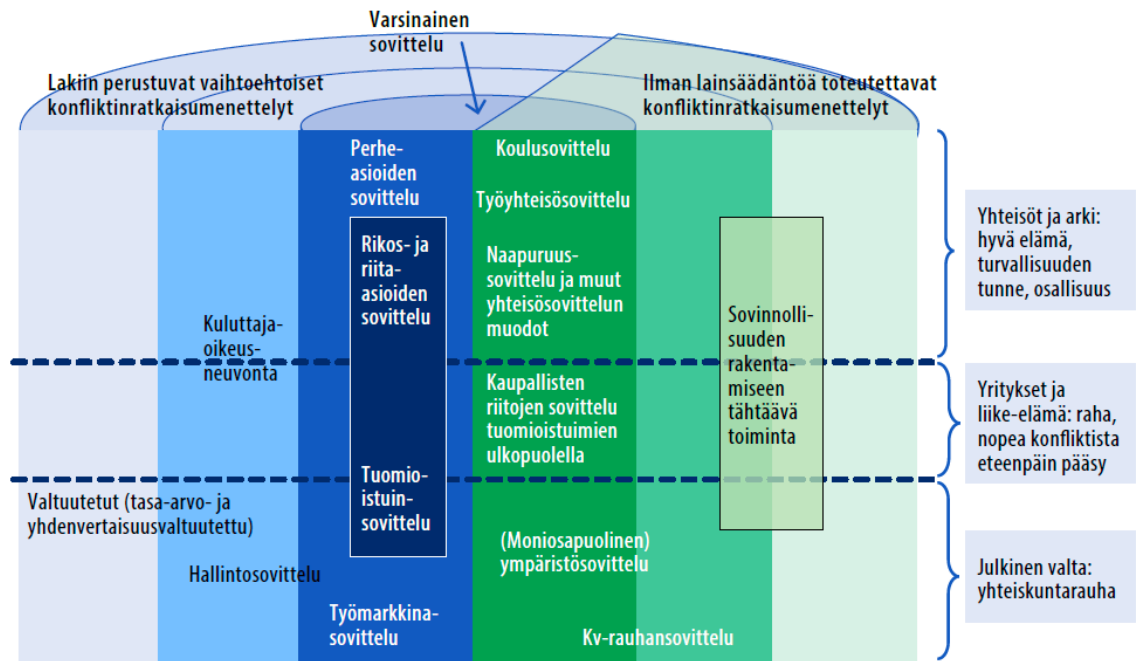 Varsinainen
sovittelu
Lakiin perustuvat vaihtoehtoiset
konfliktinratkaisumenettelyt
Ilman lainsäädäntöä toteutettavat
konfliktinratkaisumenettelyt
Perhe-
asioiden
sovittelu
Rikos- ja
riita-
asioiden
sovittelu
Kuluttaja-
oikeus-
neuvonta
Tuomio-
istuin-
sovittelu
Valtuutetut (tasa-arvo- ja
yhdenvertaisuusvaltuutettu)
Hallintosovittelu
Työmarkkina-
sovittelu
Koulusovittelu
Työyhteisösovittelu
Naapuruus-
sovittelu ja muut
yhteisösovittelun
muodot
Kaupallisten
riitojen sovittelu
tuomioistuimien
ulkopuolella
(Moniosapuolinen)
ympäristösovittelu
Kv-rauhansovittelu
Sovinnolli-
suuden
rakenta-
miseen
tähtäävä
toiminta
Yhteisöt ja arki:
hyvä elämä,
turvallisuuden
tunne, osallisuus
Yritykset ja
liike-elämä: raha,
nopea konfliktista
eteenpäin pääsy
Julkinen valta:
yhteiskuntarauha